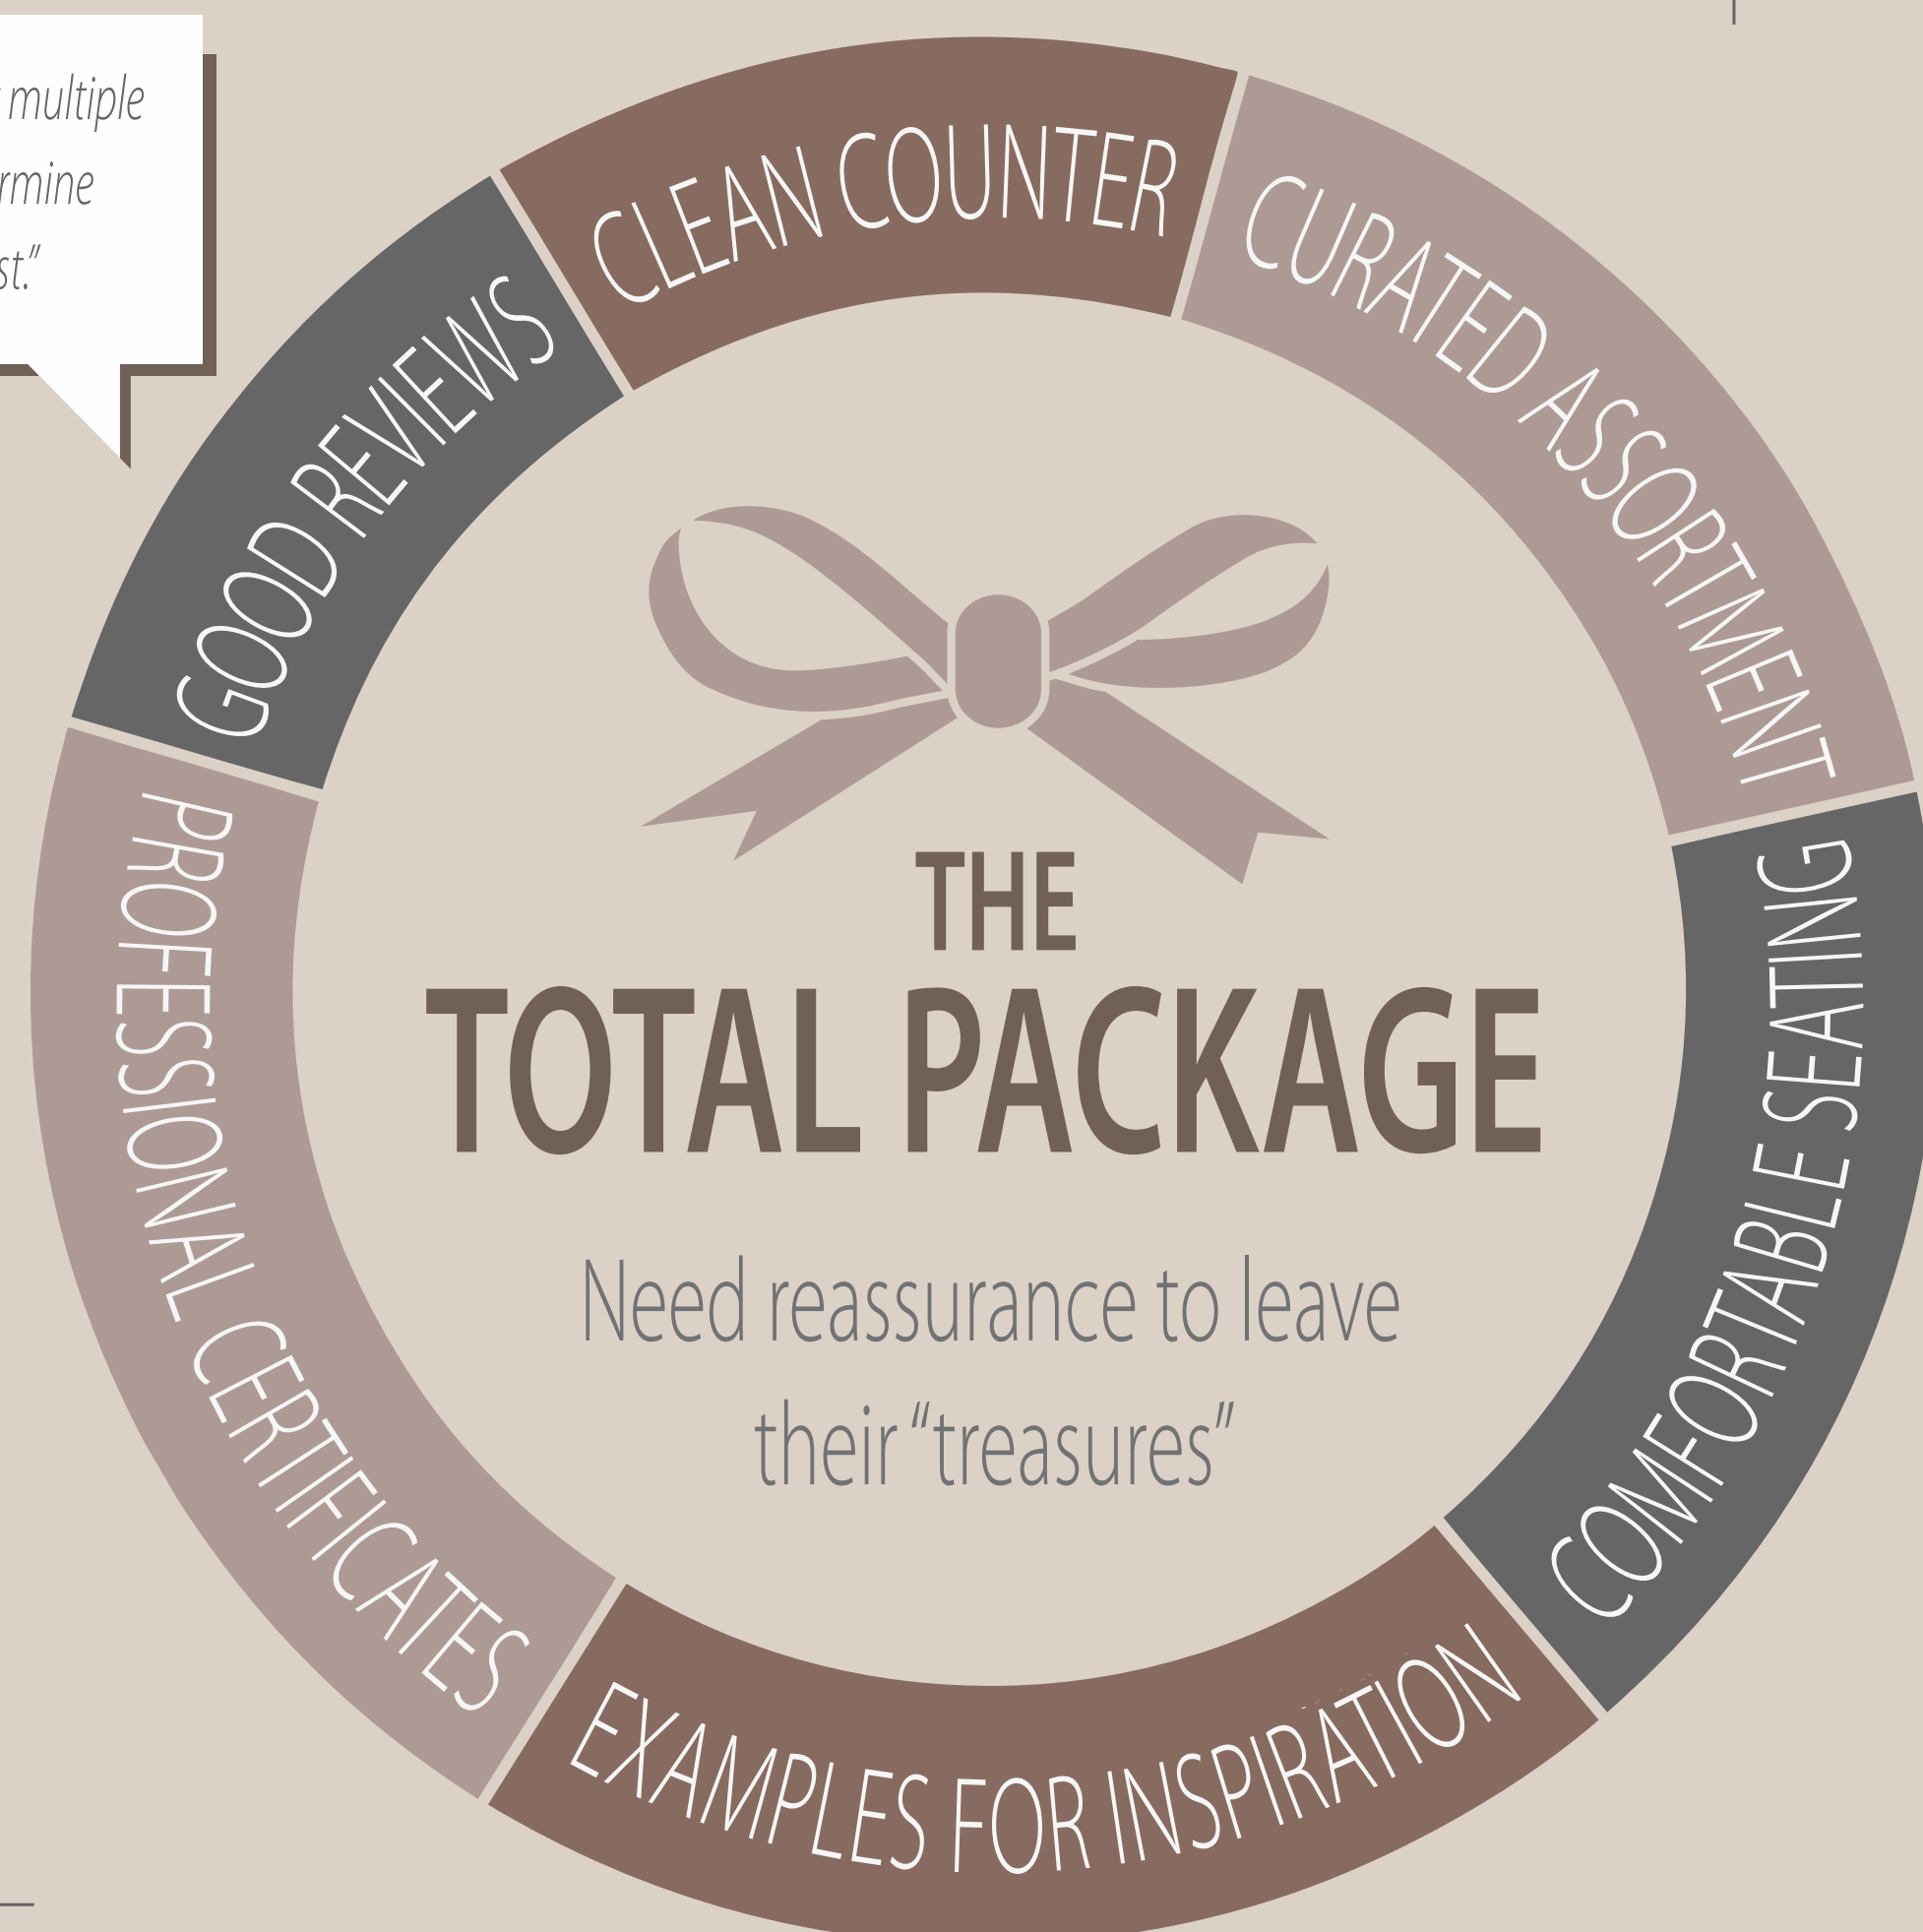 multiple
st."
CLEAN COUNTER
CURATED ASSORTMENT
COMFORTABLE SEATING
EXAMPLES FOR INSPIRATION
PROFESSIONAL CERTIFICATES
GOOD REVIEWS
THE
TOTAL PACKAGE
Need reassurance to leave
their “treasures”